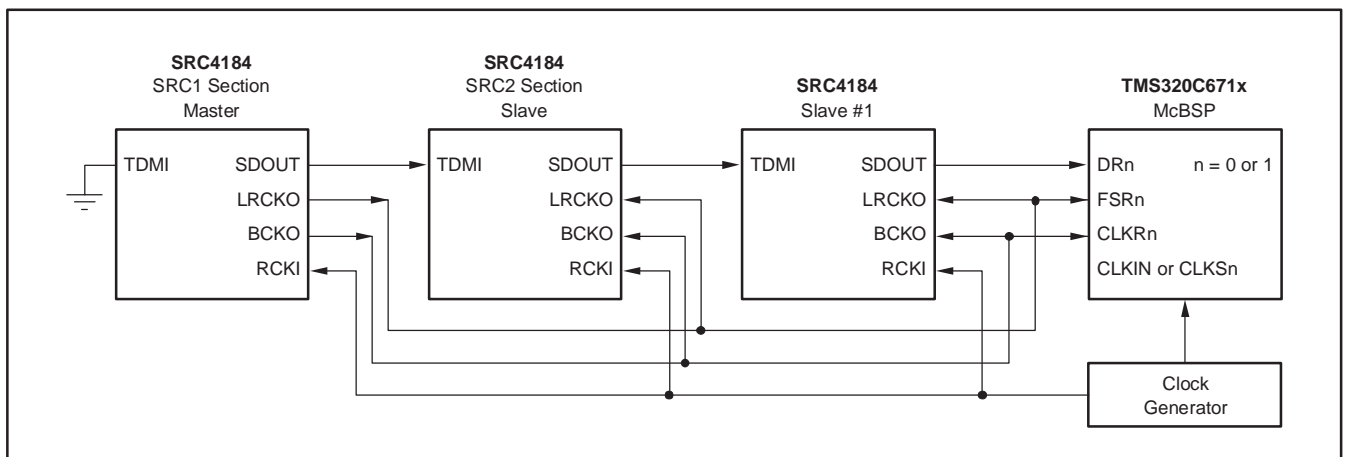 SRC4184
SRC1 Section
Master
SRC4184
SRC2 Section
Slave
SRC4184
Slave #1
TMS320C671x
McBSP
TDMI SDOUT
LRCKO
BCKO
RCKI
TDMI SDOUT
LRCKO
BCKO
RCKI
TDMI SDOUT
LRCKO
BCKO
RCKI
DRn n = 0 or 1
FSRn
CLKRn
CLKIN or CLKSn
Clock
Generator